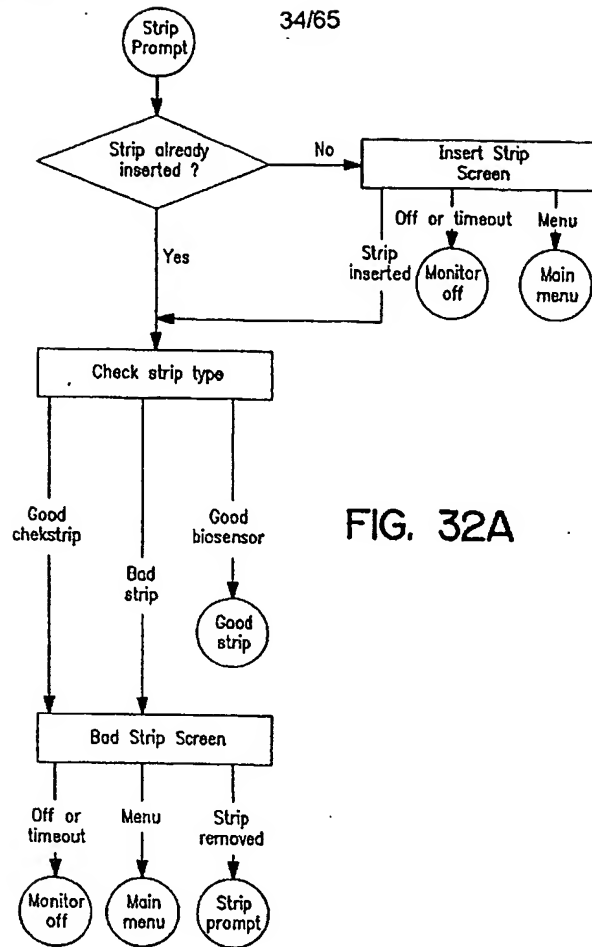 34/65
Strip
Prompt
Strip already
inserted ?
No
Insert Strip
Screen
Yes
Strip
inserted
Off or timeout
Menu
Monitor
off
Main
menu
Check strip type
Good
chekstrip
Bad
strip
Good
biosensor
Good
strip
FIG. 32A
Bad Strip Screen
Off or
timeout
Menu
Strip
removed
Monitor
off
Main
menu
Strip
prompt